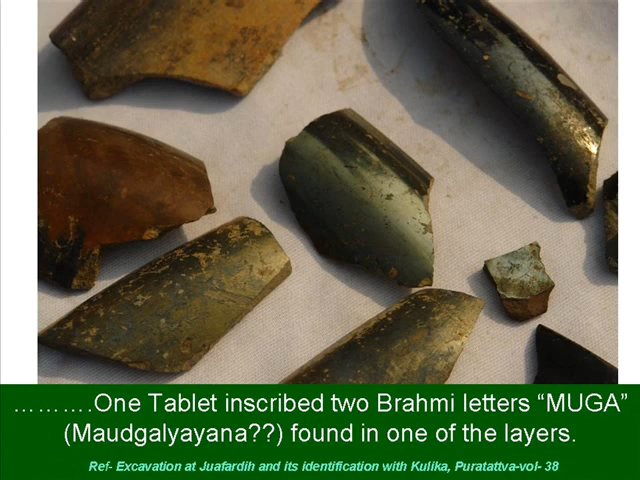 ……….One Tablet inscribed two Brahmi letters “MUGA”
(Maudgalyayana??) found in one of the layers.
Ref- Excavation at Juafardih and its identification with Kulika, Puratattva-vol- 38